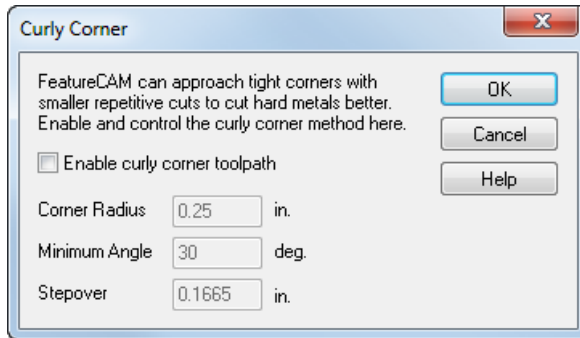 Curly Corner
FeatureCAM can approach tight corners with
smaller repetitive cuts to cut hard metals better.
Enable and control the curly corner method here.
Enable curly corner toolpath
Corner Radius 0.25 in.
Minimum Angle 30 deg.
Stepover 0.1665 in.
OK
Cancel
Help